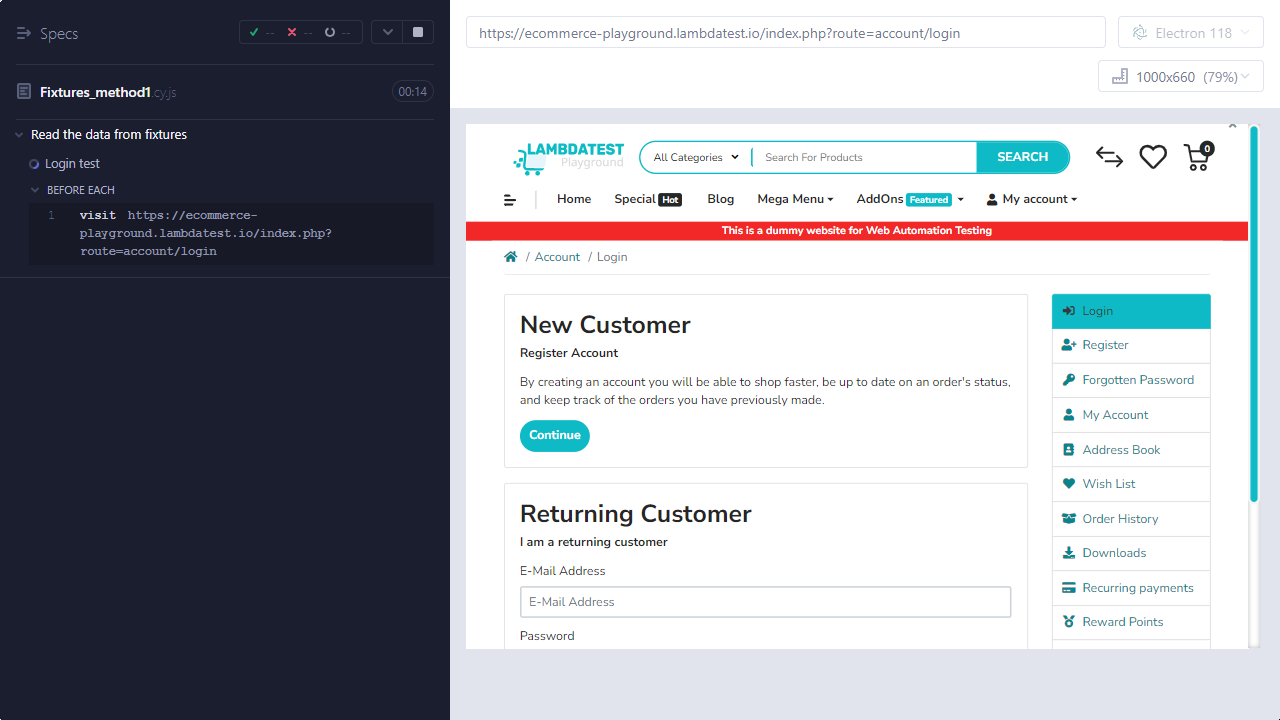 Specs
-- -- --
Fixtures_method1 cy.js
00:14
Read the data from fixtures
Login test
BEFORE EACH
1 visit https://ecommerce-
playground.lambdatest.io/index.php?
route=account/login
https://ecommerce-playground.lambdatest.io/index.php?route=account/login
Electron 118
1000x660 (79%)
LAMBDATEST
Playground
All Categories
Search For Products
SEARCH
0
Home
Special Hot
Blog
Mega Menu
AddOns Featured
My account
This is a dummy website for Web Automation Testing
/ Account / Login
New Customer
Register Account
By creating an account you will be able to shop faster, be up to date on an order's status,
and keep track of the orders you have previously made.
Continue
Returning Customer
I am a returning customer
E-Mail Address
E-Mail Address
Password
Login
Register
Forgotten Password
My Account
Address Book
Wish List
Order History
Downloads
Recurring payments
Reward Points